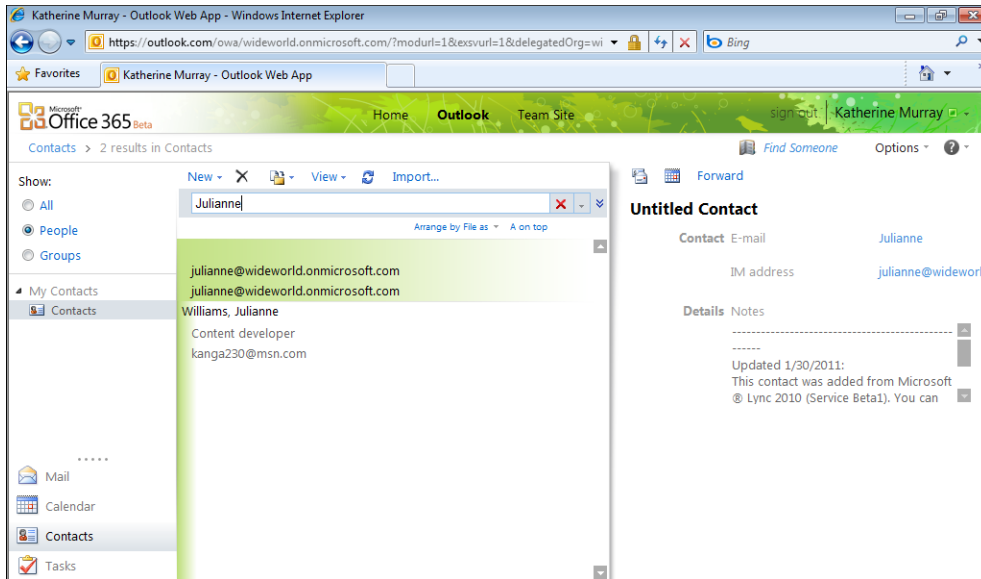 Katherine Murray - Outlook Web App - Windows Internet Explorer
https://outlook.com/owa/wideworld.onmicrosoft.com/?modurl=1&exsvurl=1&delegatedOrg=wi
Bing
Favorites
Katherine Murray - Outlook Web App
Microsoft®
Office 365 Beta
Home Outlook Team Site
sign out Katherine Murray
Contacts > 2 results in Contacts
Find Someone Options
Show:
All
People
Groups
My Contacts
Contacts
Mail
Calendar
Contacts
Tasks
New View Import...
Julianne
Arrange by File as A on top
julianne@wideworld.onmicrosoft.com
julianne@wideworld.onmicrosoft.com
Williams, Julianne
Content developer
kanga230@msn.com
Forward
Untitled Contact
Contact E-mail Julianne
IM address julianne@wideworl
Details Notes
---------------------------------------------
------
Updated 1/30/2011:
This contact was added from Microsoft
® Lync 2010 (Service Beta1). You can